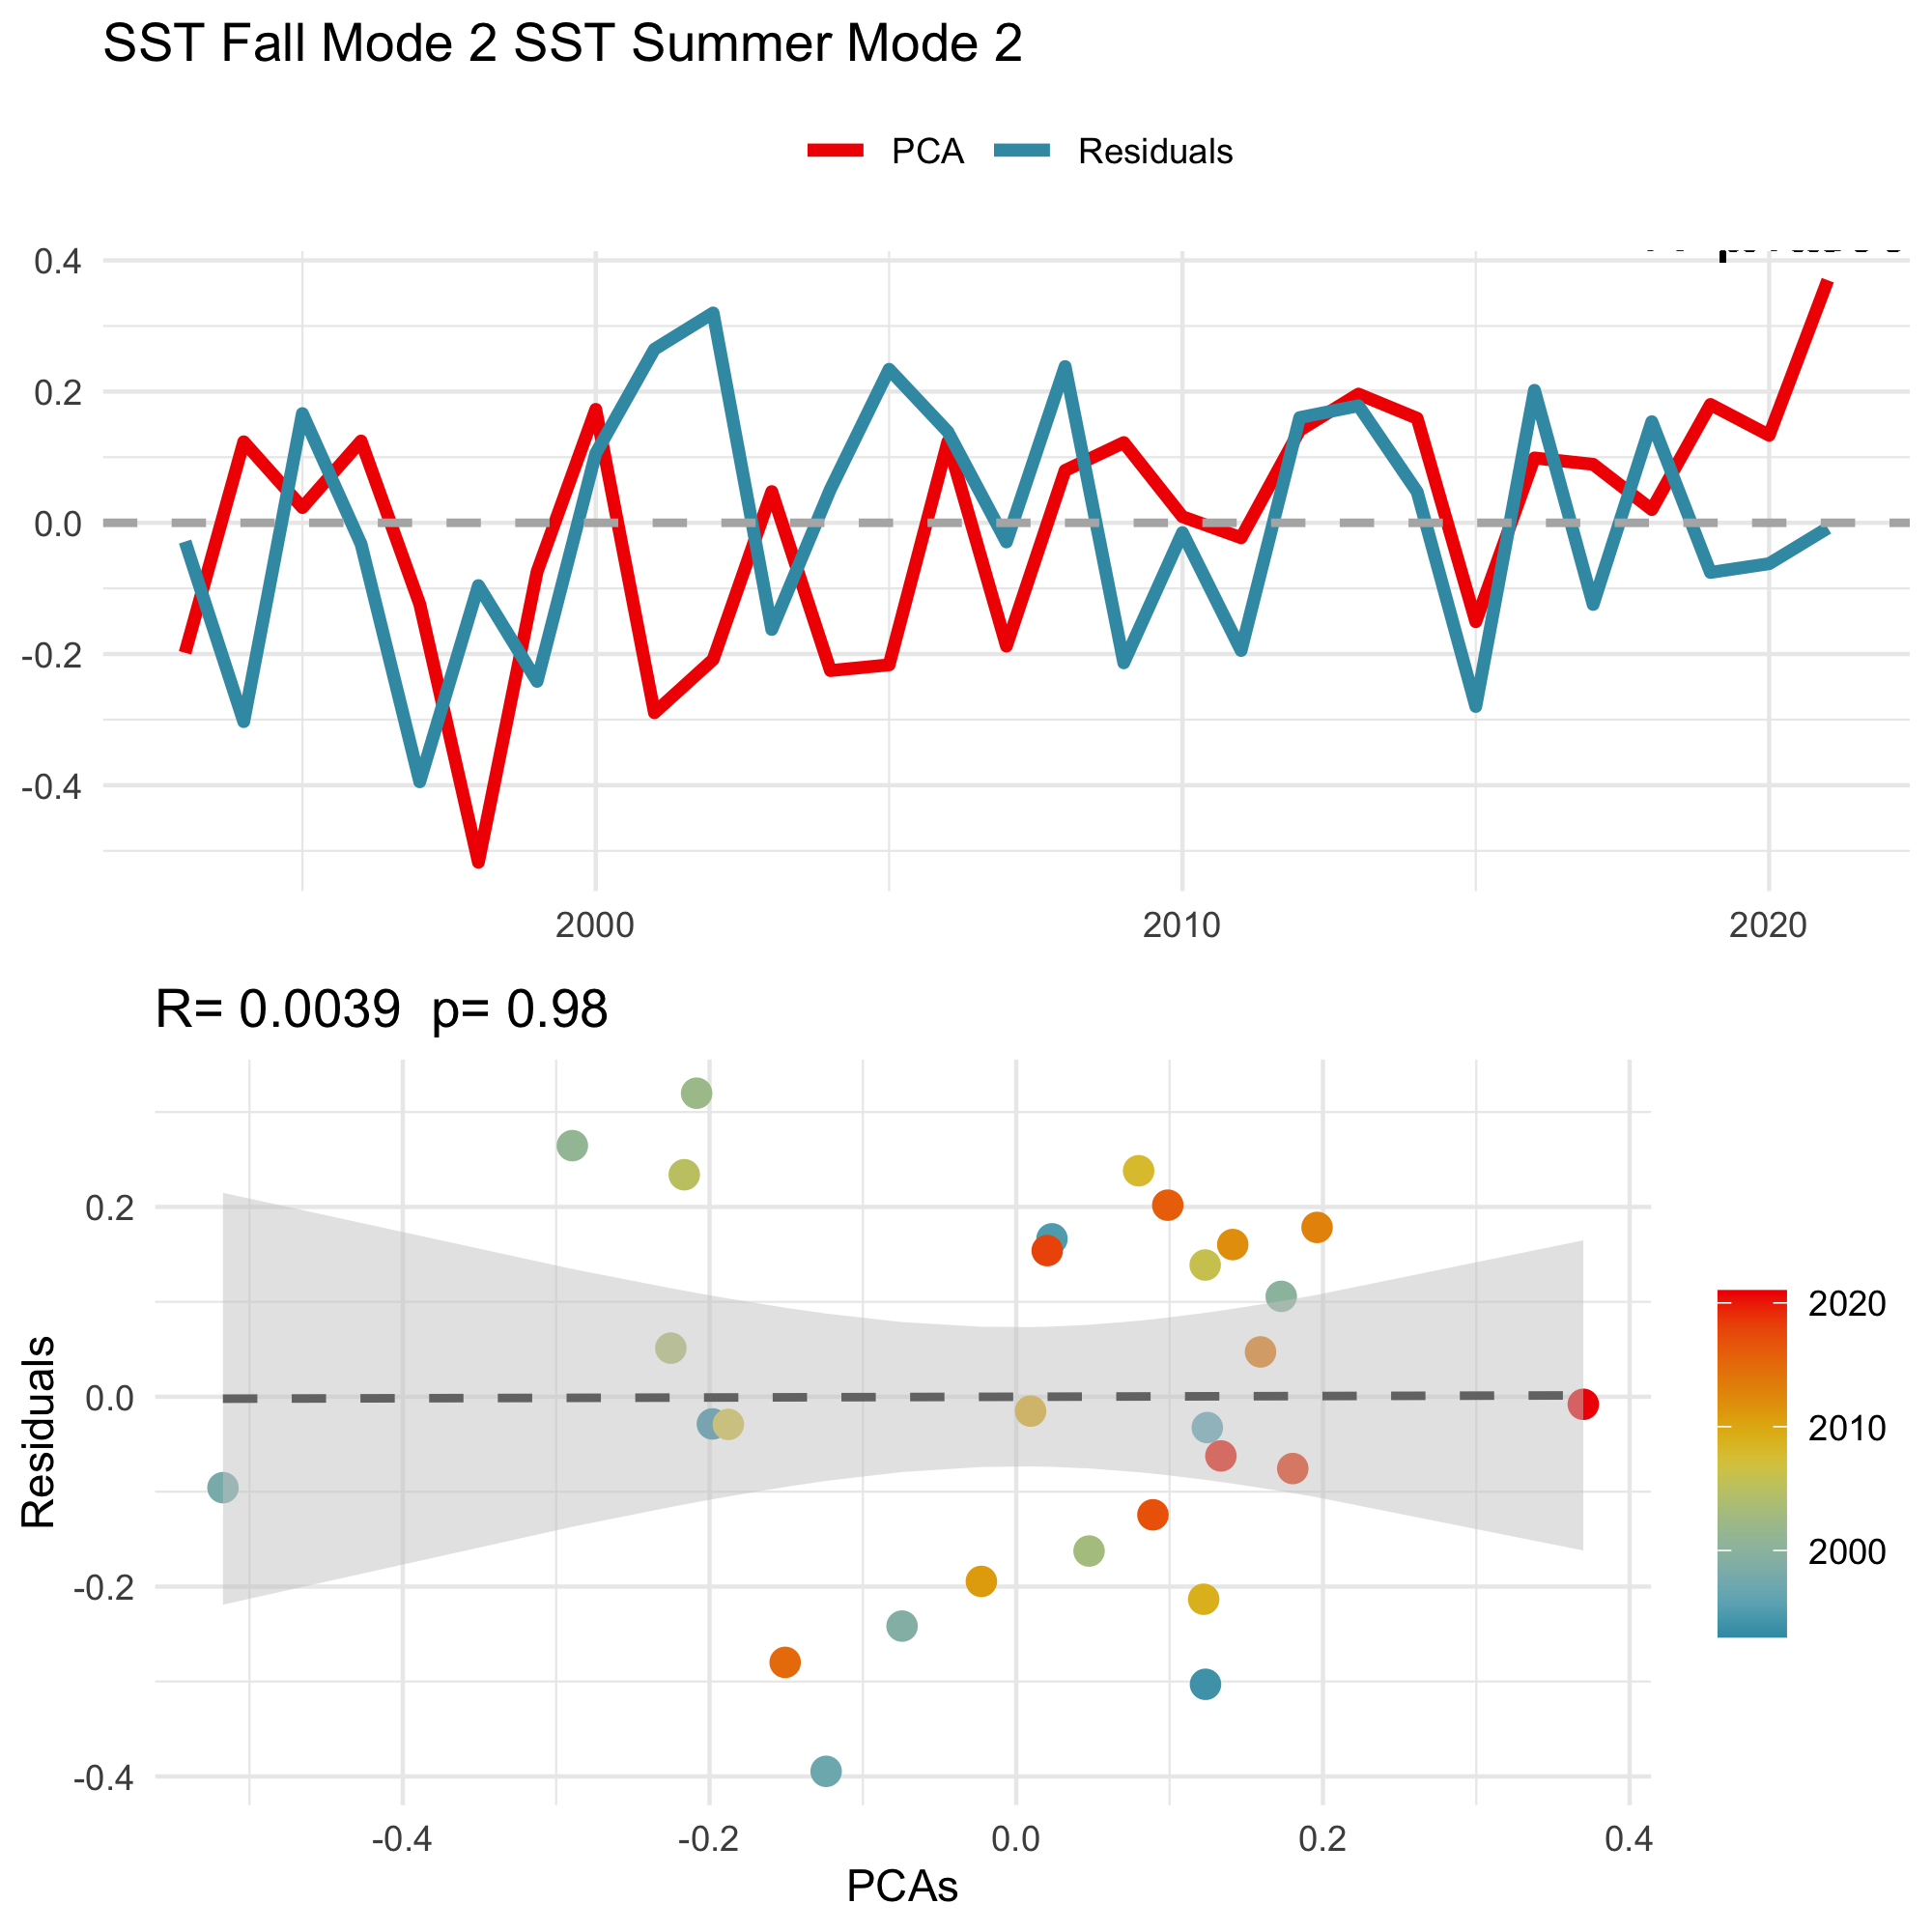 SST Fall Mode 2 SST Summer Mode 2
PCA Residuals
0.4
0.2
0.0
-0.2
-0.4
2000 2010 2020
R= 0.0039 p= 0.98
Residuals
0.2
0.0
-0.2
-0.4
-0.4 -0.2 0.0 0.2 0.4
PCAs
2020
2010
2000